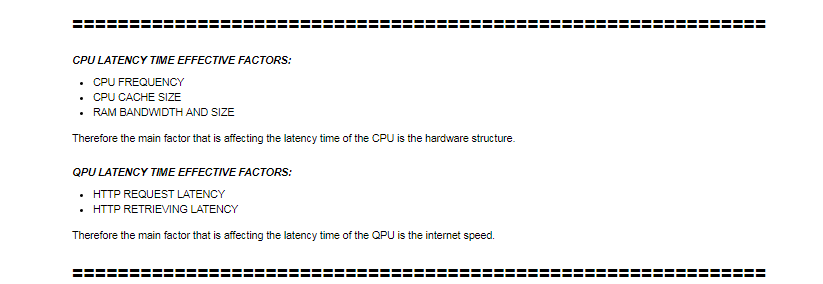 ==============================================================
CPU LATENCY TIME EFFECTIVE FACTORS:
• CPU FREQUENCY
• CPU CACHE SIZE
• RAM BANDWIDTH AND SIZE
Therefore the main factor that is affecting the latency time of the CPU is the hardware structure.
QPU LATENCY TIME EFFECTIVE FACTORS:
• HTTP REQUEST LATENCY
• HTTP RETRIEVING LATENCY
Therefore the main factor that is affecting the latency time of the QPU is the internet speed.
==============================================================